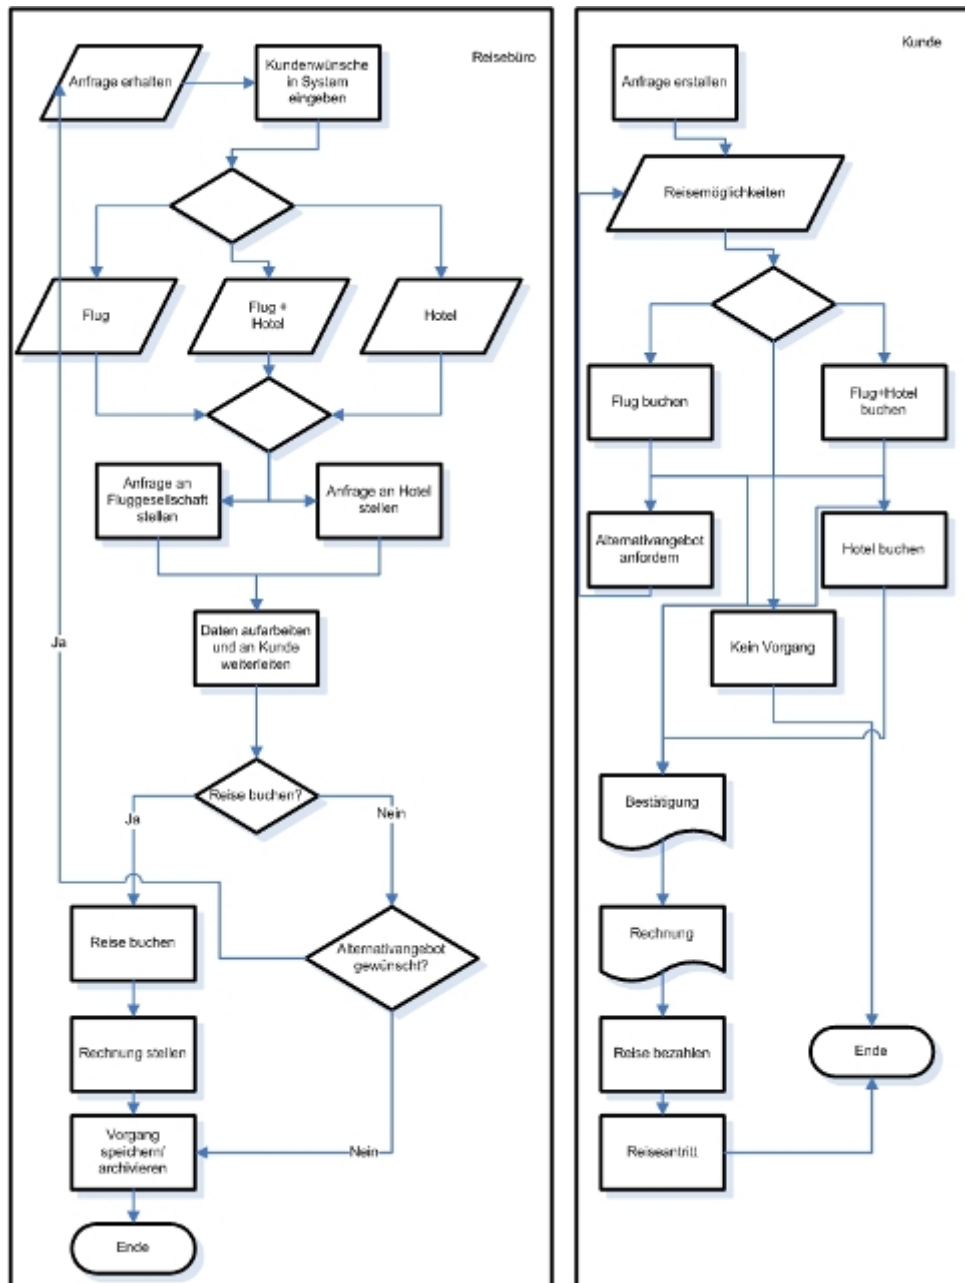 Reisebüro
Anfrage erhalten
Kundenwünsche
in System
eingeben
Flug
Flug +
Hotel
Hotel
Anfrage an
Fluggesellschaft
stellen
Anfrage an Hotel
stellen
Daten aufarbeiten
und an Kunde
weiterleiten
Ja
Reise buchen?
Ja
Nein
Reise buchen
Alternativangebot
gewünscht?
Rechnung stellen
Vorgang
speichern/
archivieren
Nein
Ende
Kunde
Anfrage erstellen
Reisemöglichkeiten
Flug buchen
Flug+Hotel
buchen
Alternativangebot
anfordern
Hotel buchen
Kein Vorgang
Bestätigung
Rechnung
Reise bezahlen
Ende
Reiseantritt